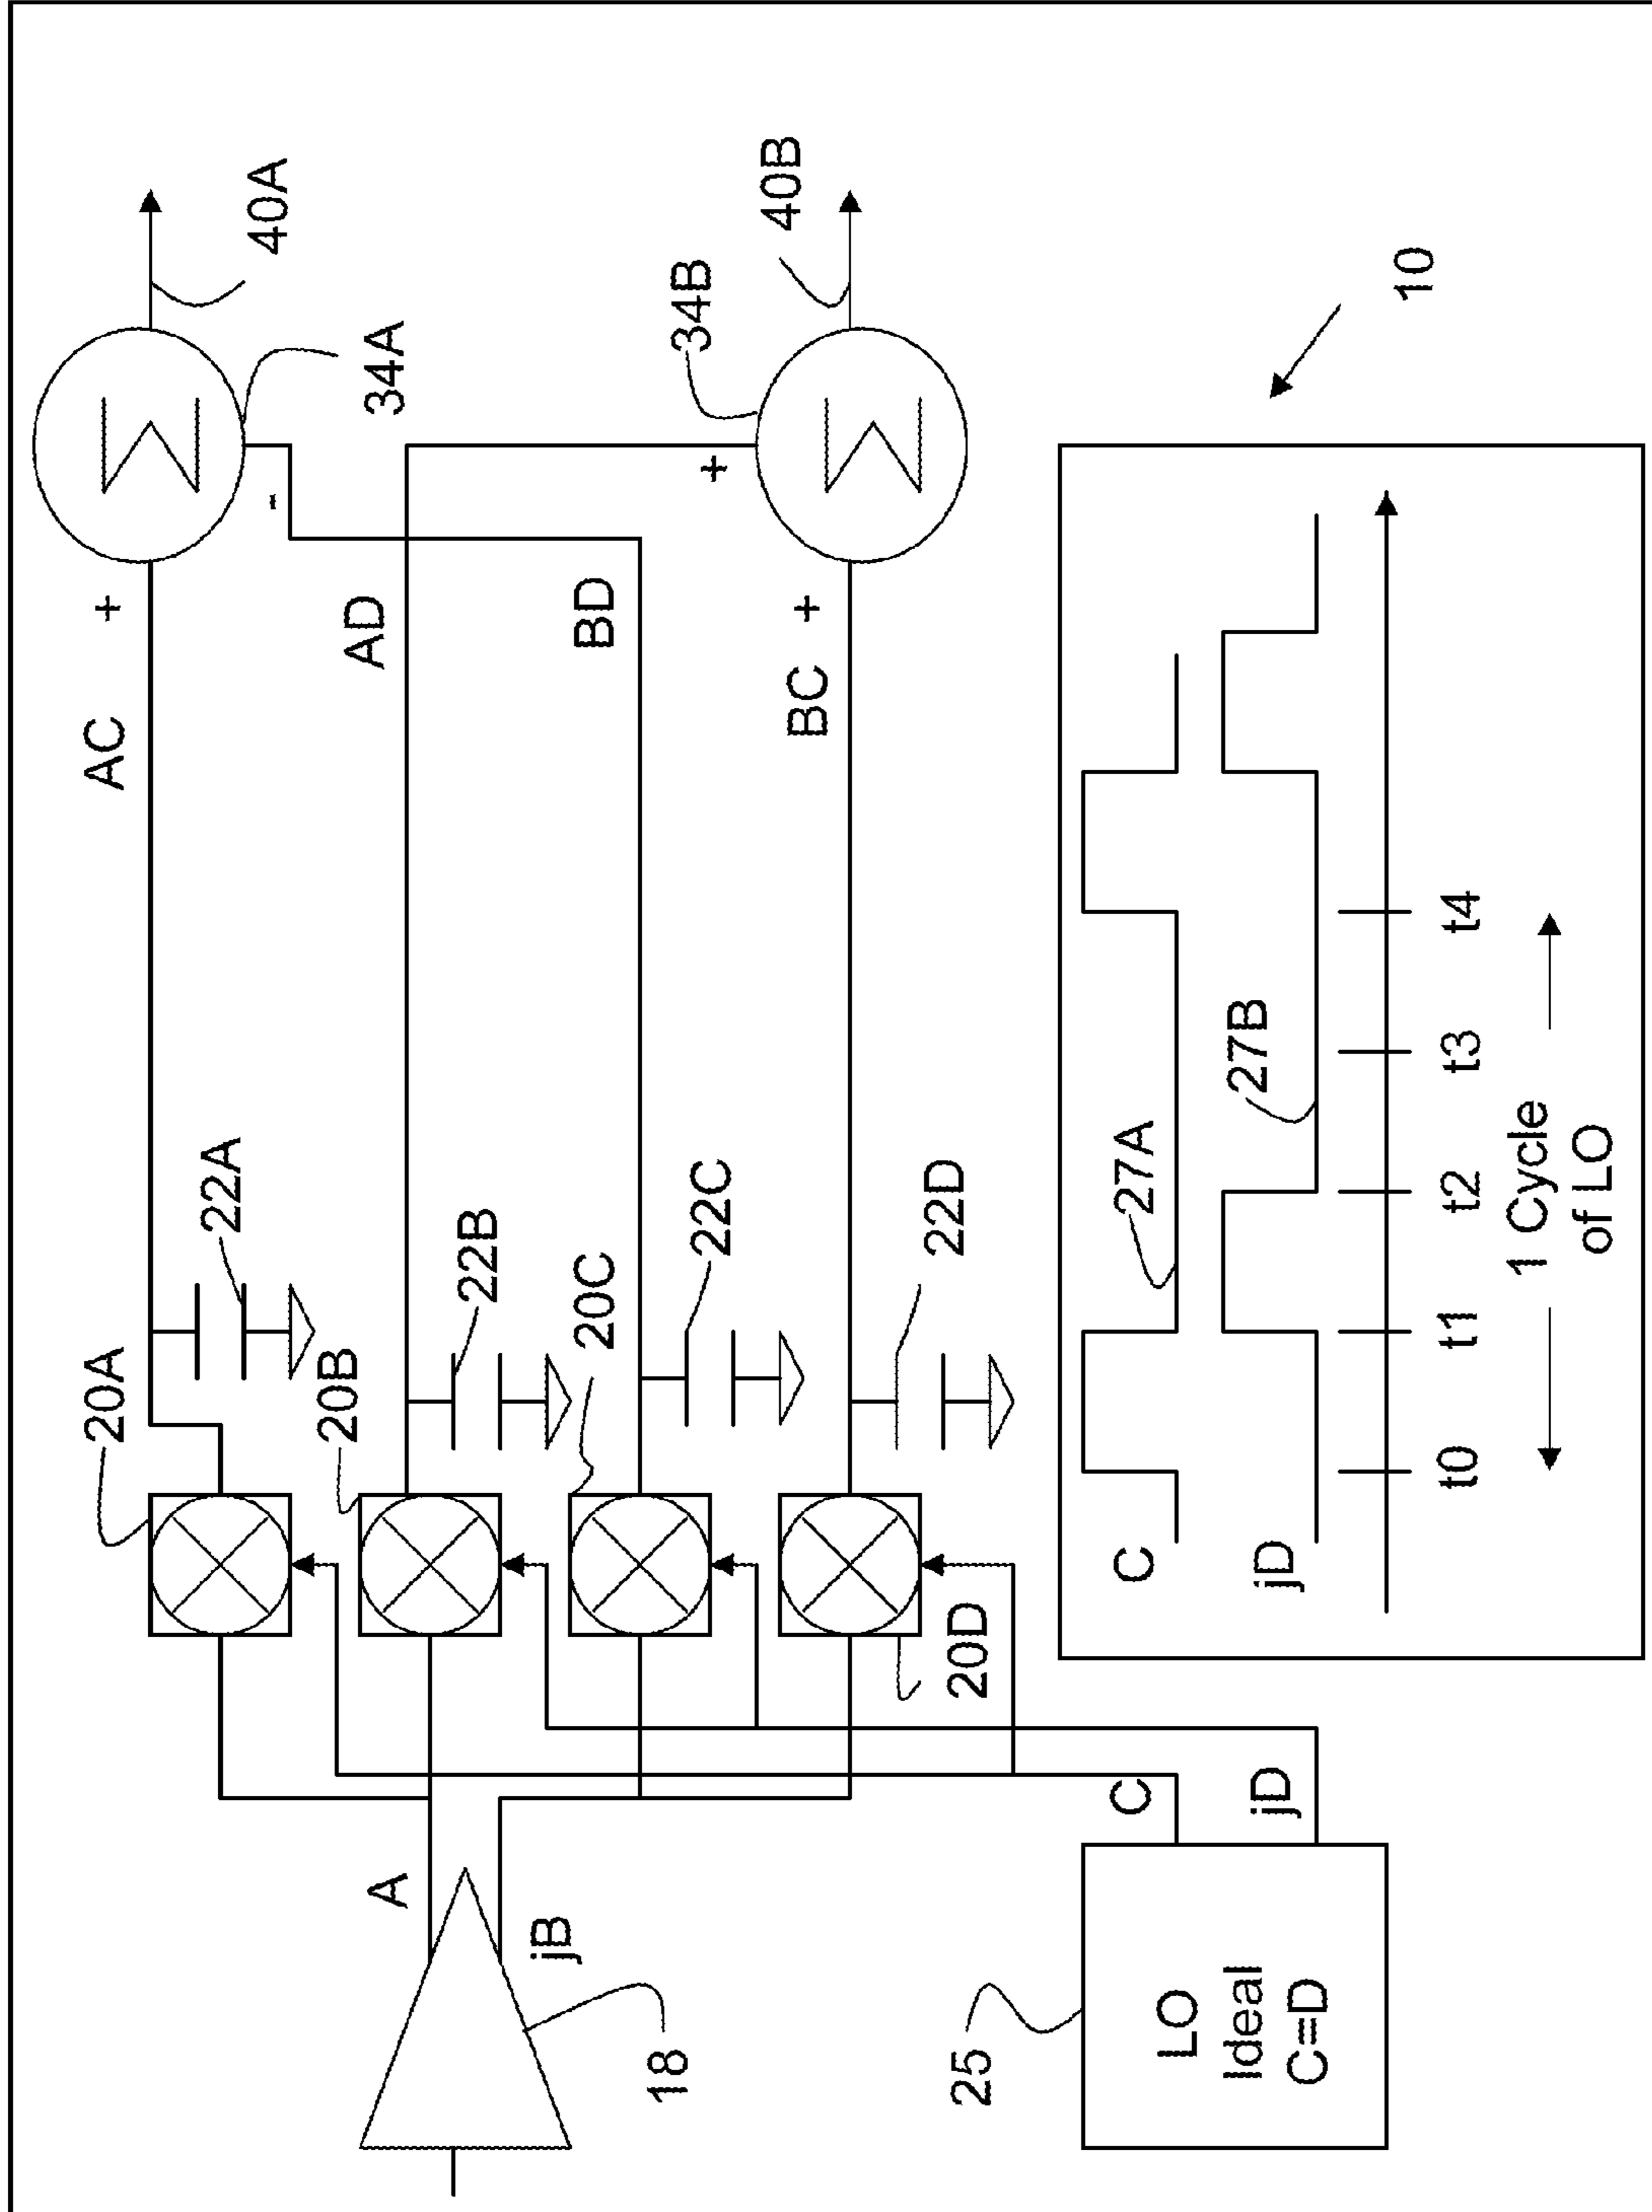 20A
22A
AC
+
40A
A
20B
22B
AD
-
34A
jB
20C
22C
BD
+
34B
18
20D
22D
BC
+
40B
25
LO
Ideal
C=D
C
jD
C
27A
jD
27B
10
t0
t1
t2
t3
t4
1 Cycle
of LO